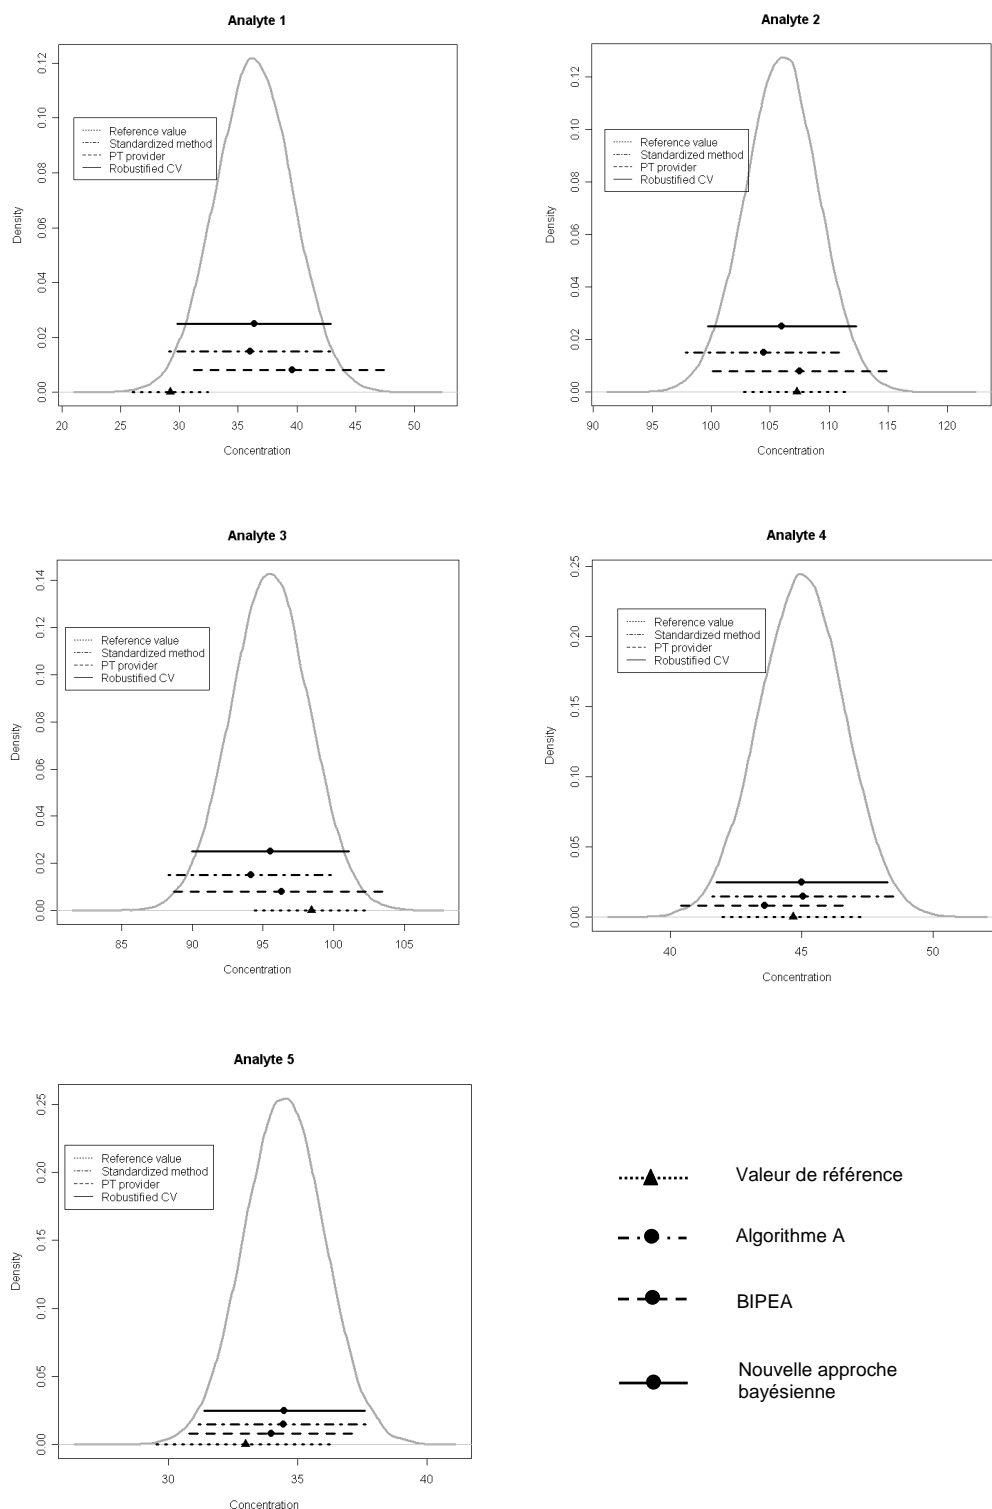 Analyte 1
0.12
0.10
0.08
0.06
0.04
0.02
0.00
Density
Reference value
Standardized method
PT provider
Robustified CV
20 25 30 35 40 45 50
Concentration
Analyte 2
0.12
0.10
0.08
0.06
0.04
0.02
0.00
Density
Reference value
Standardized method
PT provider
Robustified CV
90 95 100 105 110 115 120
Concentration
Analyte 3
0.14
0.12
0.10
0.08
0.06
0.04
0.02
0.00
Density
Reference value
Standardized method
PT provider
Robustified CV
85 90 95 100 105
Concentration
Analyte 4
0.25
0.20
0.15
0.10
0.05
0.00
Density
Reference value
Standardized method
PT provider
Robustified CV
40 45 50
Concentration
Analyte 5
0.25
0.20
0.15
0.10
0.05
0.00
Density
Reference value
Standardized method
PT provider
Robustified CV
30 35 40
Concentration
Valeur de référence
Algorithme A
BIPEA
Nouvelle approche
bayésienne